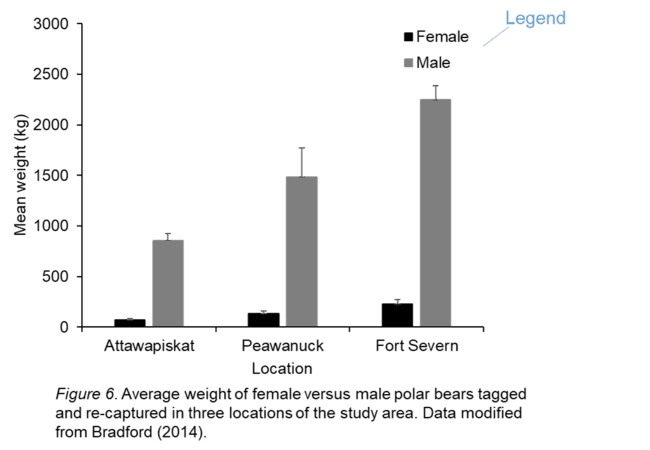 Legend
Female
Male
3000
2500
2000
1500
1000
500
0
Mean weight (kg)
Attawapiskat
Peawanuck
Fort Severn
Location
Figure 6. Average weight of female versus male polar bears tagged
and re-captured in three locations of the study area. Data modified
from Bradford (2014).